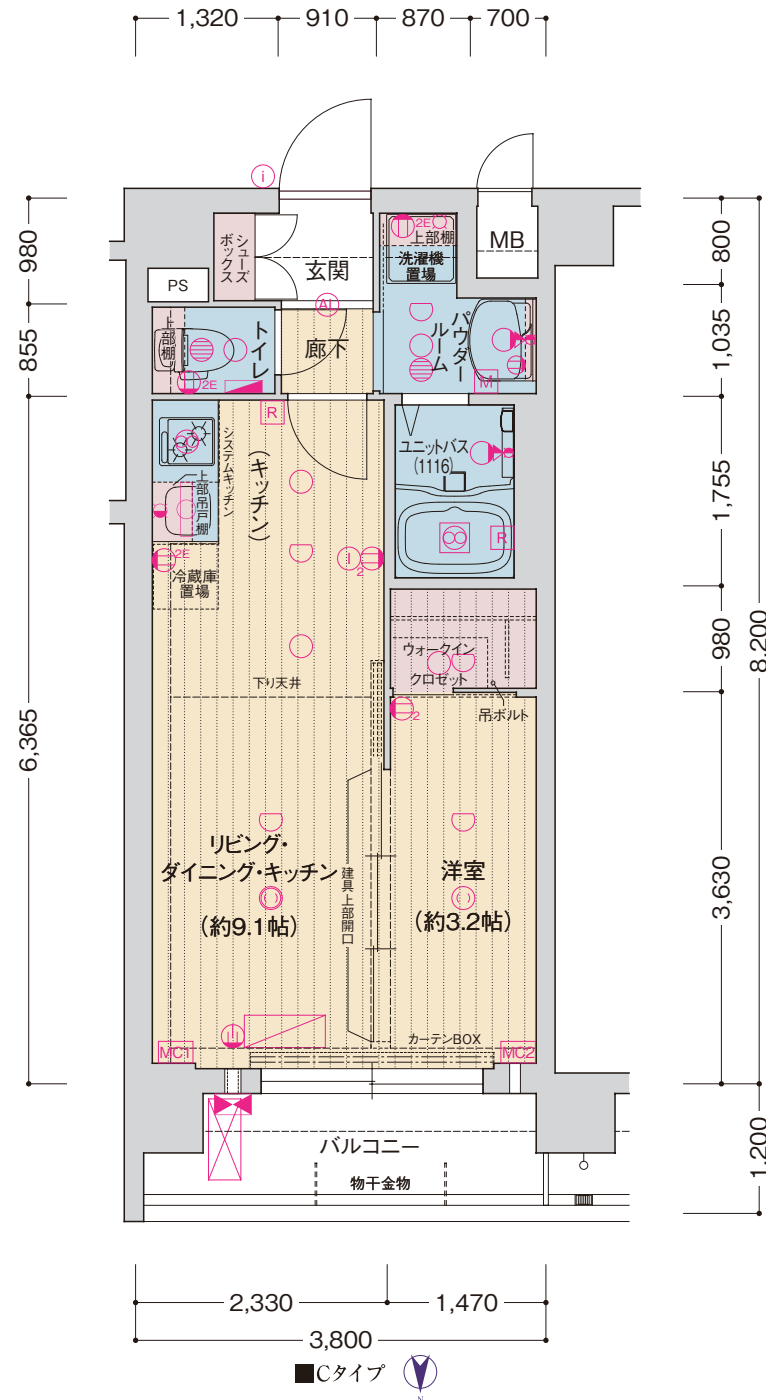 1,320 910 870 700
980
855
6,365
800
1,035
1,755
980
3,630
8,200
1,200
i
シューズ
ボックス
玄関
2E
上部棚
洗濯機
置場
MB
PS
AL
上部棚
トイレ
2E
廊下
パウダー
ルーム
M
R
システムキッチン
(キッチン)
上部吊戸棚
ユニットバス
(1116)
R
2E
冷蔵庫
置場
2
ウォークイン
クロゼット
吊ボルト
下り天井
2
リビング・
ダイニング・キッチン
(約9.1帖)
建具上部開口
洋室
(約3.2帖)
カーテンBOX
MC1
MC2
バルコニー
物干金物
2,330 1,470
3,800
■Cタイプ
N